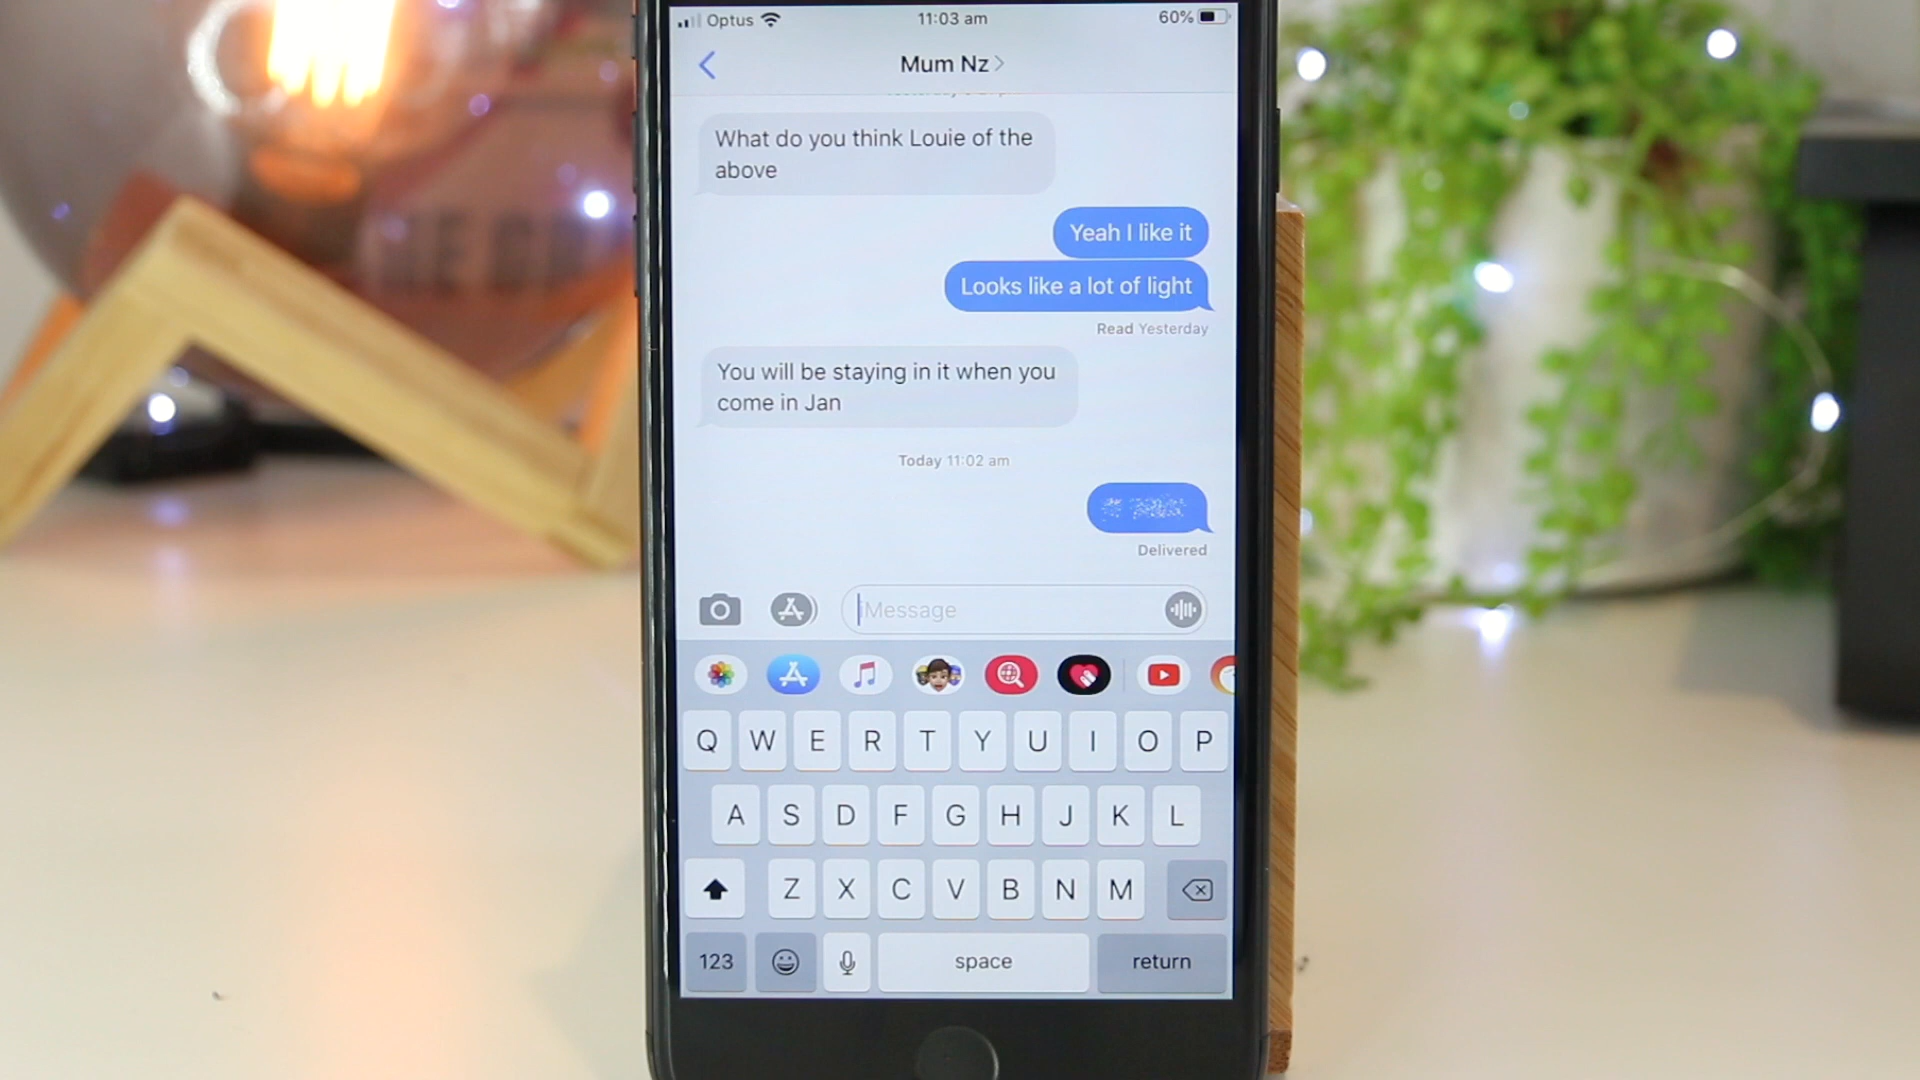 Optus
11:03 am
60%
Mum Nz
What do you think Louie of the
above
Yeah I like it
Looks like a lot of light
Read Yesterday
You will be staying in it when you
come in Jan
Today 11:02 am
Delivered
iMessage
Q W E R T Y U I O P
A S D F G H J K L
Z X C V B N M
123
space
return